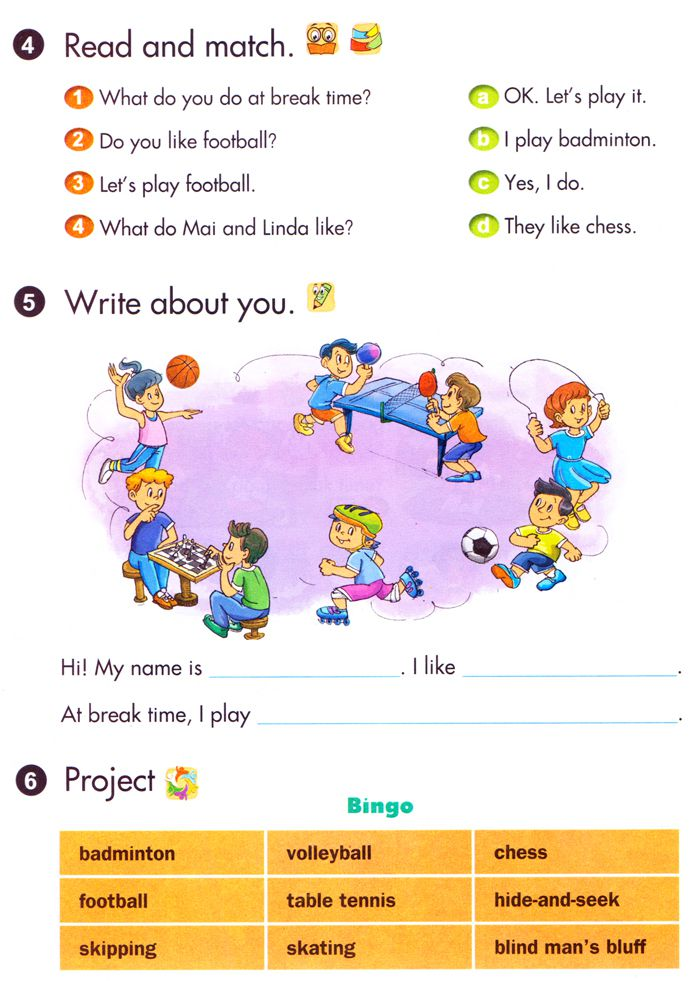 4 Read and match.
1 What do you do at break time?
a OK. Let's play it.
2 Do you like football?
b I play badminton.
3 Let's play football.
c Yes, I do.
4 What do Mai and Linda like?
d They like chess.
5 Write about you.
Hi! My name is ____________________. I like ____________________.
At break time, I play ____________________.
6 Project
Bingo
badminton volleyball chess
football table tennis hide-and-seek
skipping skating blind man's bluff